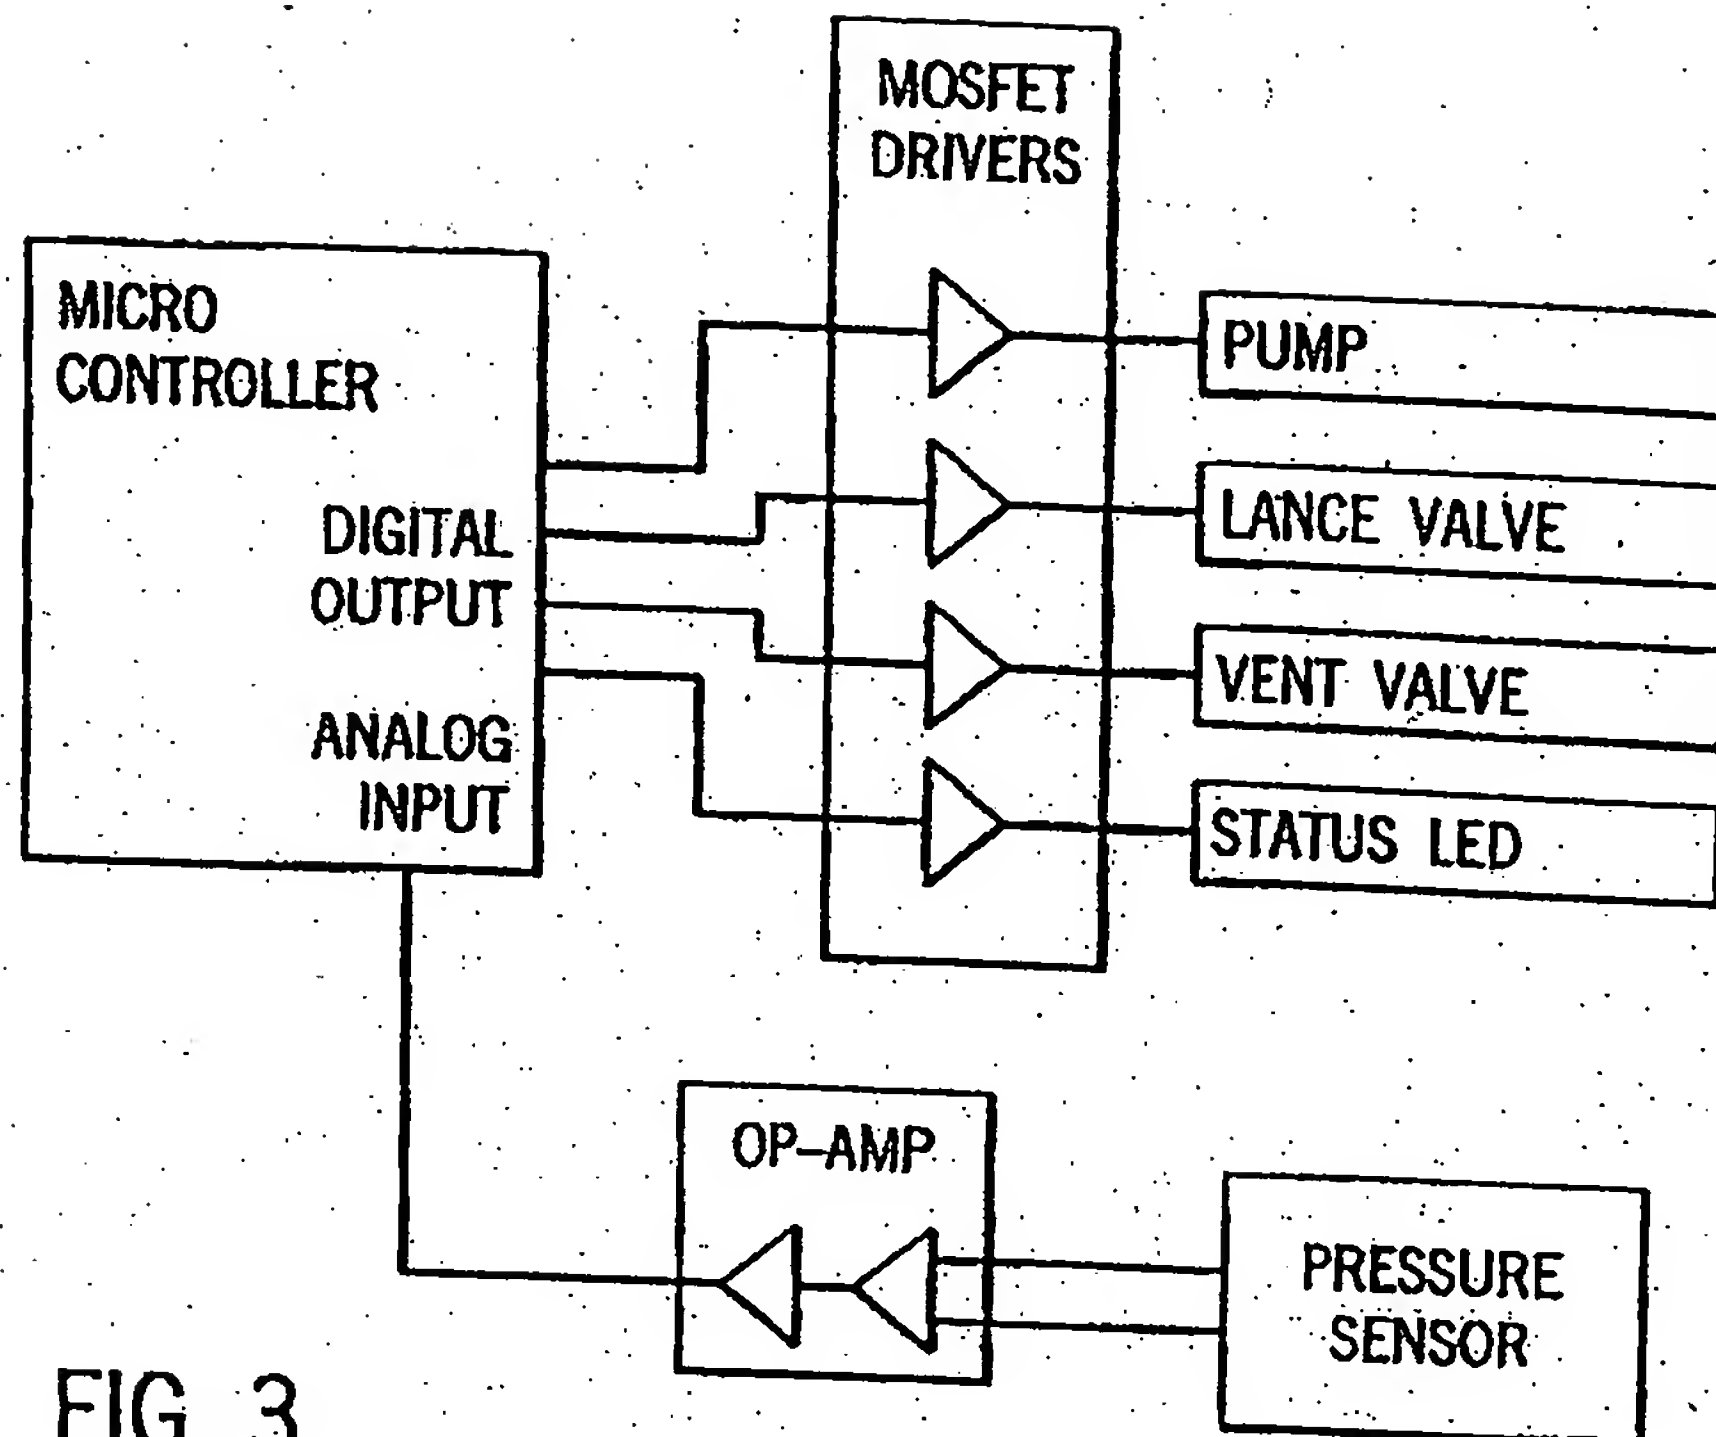 MOSFET
DRIVERS
MICRO
CONTROLLER
DIGITAL
OUTPUT
ANALOG
INPUT
PUMP
LANCE VALVE
VENT VALVE
STATUS LED
OP-AMP
PRESSURE
SENSOR
FIG 3